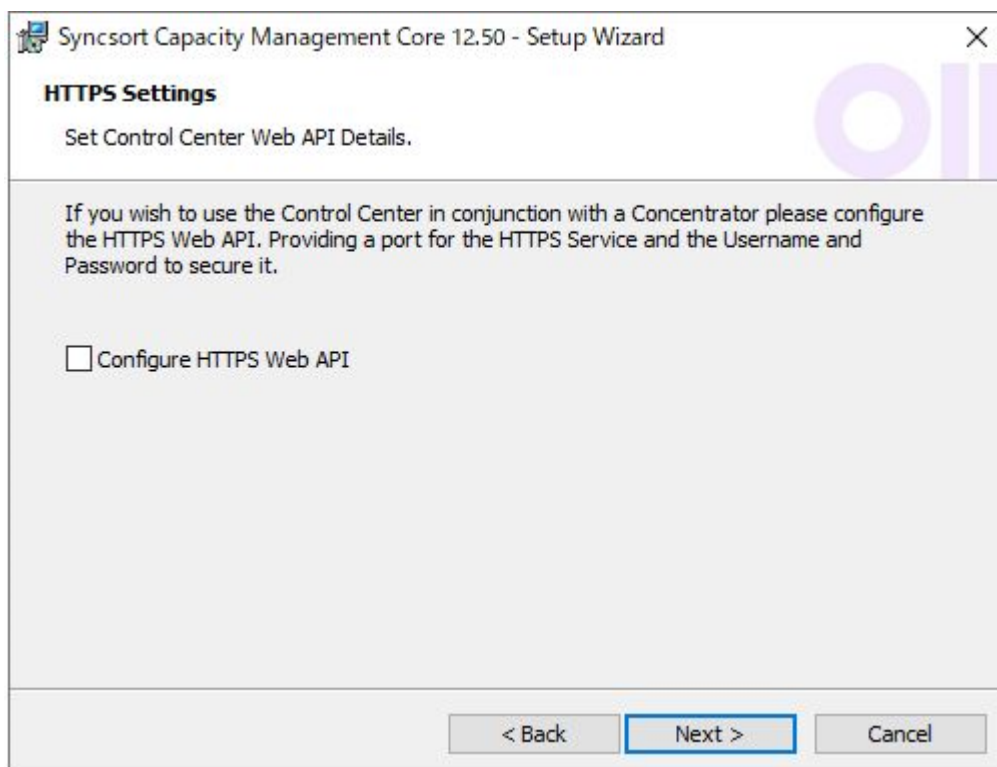 Syncsort Capacity Management Core 12.50 - Setup Wizard
HTTPS Settings
Set Control Center Web API Details.
If you wish to use the Control Center in conjunction with a Concentrator please configure
the HTTPS Web API. Providing a port for the HTTPS Service and the Username and
Password to secure it.
Configure HTTPS Web API
< Back
Next >
Cancel